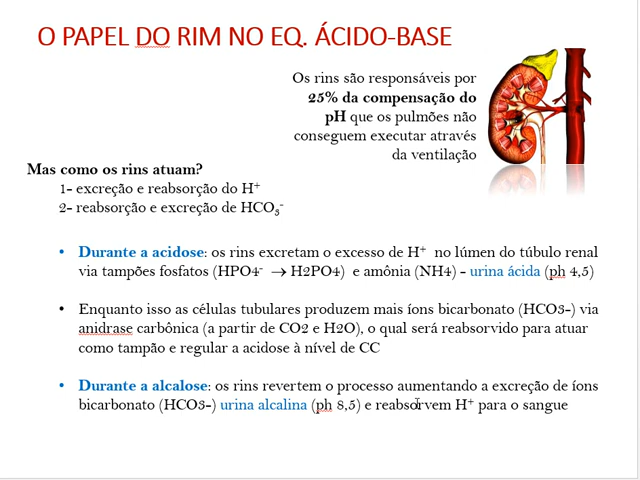 O PAPEL DO RIM NO EQ. ÁCIDO-BASE
Os rins são responsáveis por
25% da compensação do
pH que os pulmões não
conseguem executar através
da ventilação
Mas como os rins atuam?
1- excreção e reabsorção do H⁺
2- reabsorção e excreção de HCO₃⁻
• Durante a acidose: os rins excretam o excesso de H⁺ no lúmen do túbulo renal
via tampões fosfatos (HPO4⁻ → H2PO4) e amônia (NH4) - urina ácida (ph 4,5)
• Enquanto isso as células tubulares produzem mais íons bicarbonato (HCO3-) via
anidrase carbônica (a partir de CO2 e H2O), o qual será reabsorvido para atuar
como tampão e regular a acidose à nível de CC
• Durante a alcalose: os rins revertem o processo aumentando a excreção de íons
bicarbonato (HCO3-) urina alcalina (ph 8,5) e reabsorvem H⁺ para o sangue